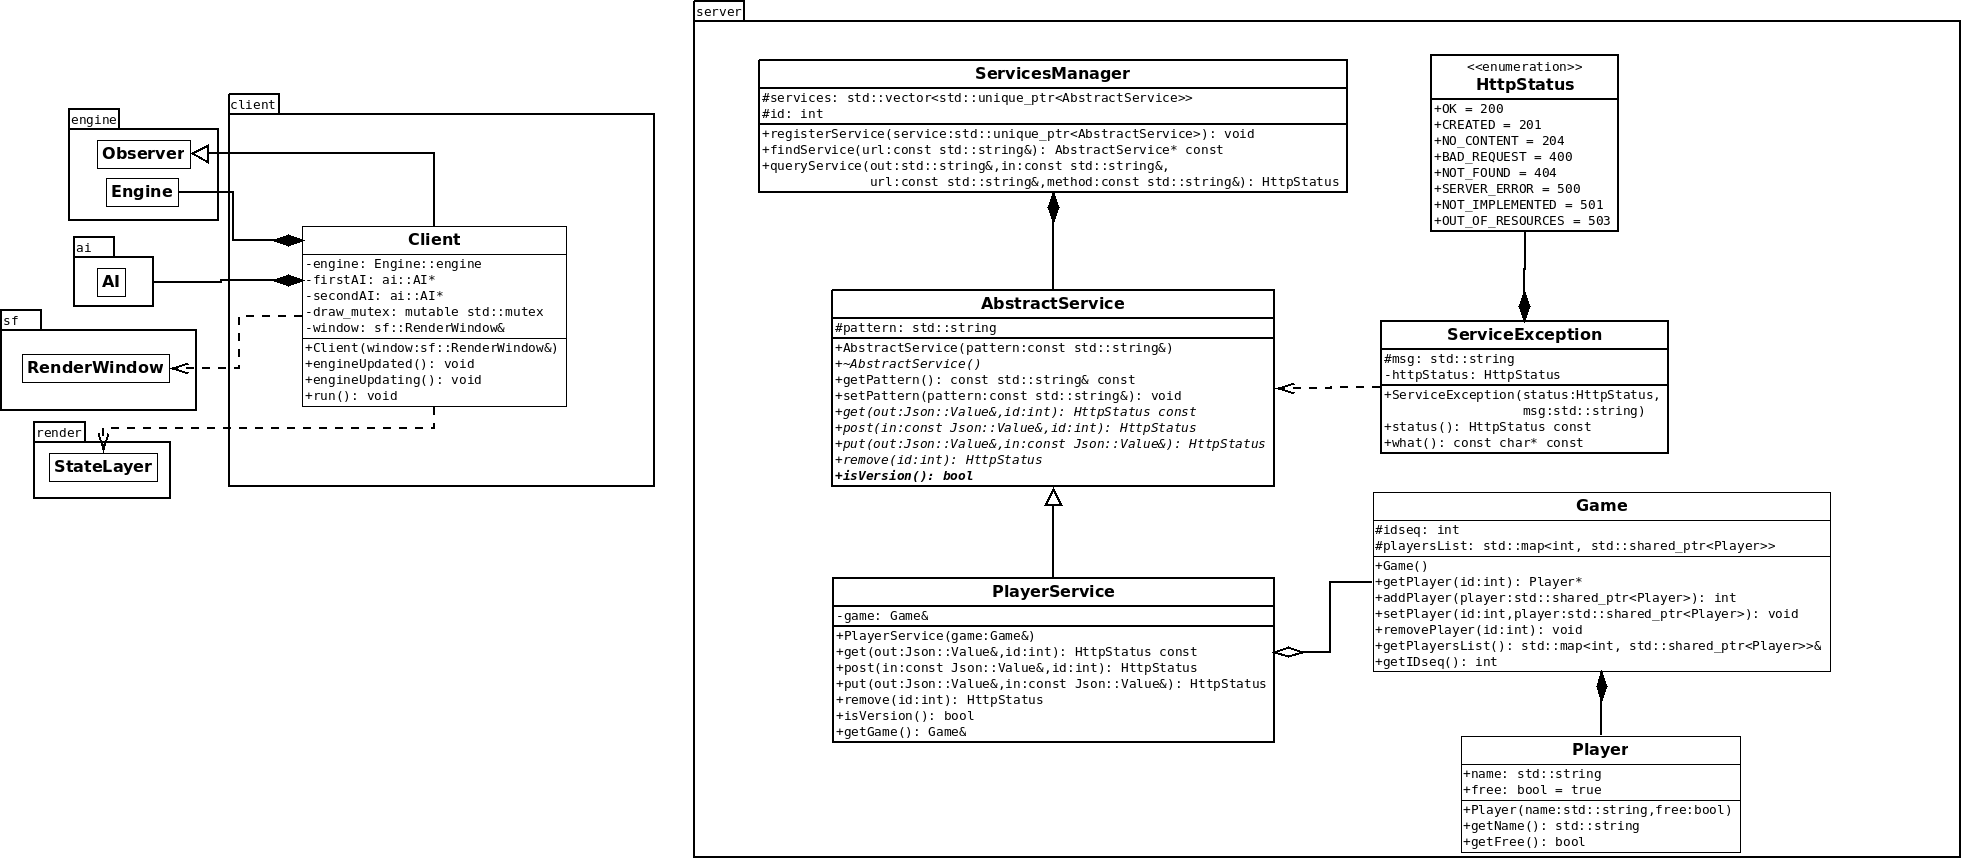 engine
Observer
Engine
ai
AI
sf
RenderWindow
render
StateLayer
client
Client
-engine: Engine::engine
-firstAI: ai::AI*
-secondAI: ai::AI*
-draw_mutex: mutable std::mutex
-window: sf::RenderWindow&
+Client(window:sf::RenderWindow&)
+engineUpdated(): void
+engineUpdating(): void
+run(): void
server
ServicesManager
#services: std::vector<std::unique_ptr<AbstractService>>
#id: int
+registerService(service:std::unique_ptr<AbstractService>): void
+findService(url:const std::string&): AbstractService* const
+queryService(out:std::string&,in:const std::string&,
url:const std::string&,method:const std::string&): HttpStatus
<<enumeration>>
HttpStatus
+OK = 200
+CREATED = 201
+NO_CONTENT = 204
+BAD_REQUEST = 400
+NOT_FOUND = 404
+SERVER_ERROR = 500
+NOT_IMPLEMENTED = 501
+OUT_OF_RESOURCES = 503
AbstractService
#pattern: std::string
+AbstractService(pattern:const std::string&)
+~AbstractService()
+getPattern(): const std::string& const
+setPattern(pattern:const std::string&): void
+get(out:Json::Value&,id:int): HttpStatus const
+post(in:const Json::Value&,id:int): HttpStatus
+put(out:Json::Value&,in:const Json::Value&): HttpStatus
+remove(id:int): HttpStatus
+isVersion(): bool
ServiceException
#msg: std::string
-httpStatus: HttpStatus
+ServiceException(status:HttpStatus,
msg:std::string)
+status(): HttpStatus const
+what(): const char* const
PlayerService
-game: Game&
+PlayerService(game:Game&)
+get(out:Json::Value&,id:int): HttpStatus const
+post(in:const Json::Value&,id:int): HttpStatus
+put(out:Json::Value&,in:const Json::Value&): HttpStatus
+remove(id:int): HttpStatus
+isVersion(): bool
+getGame(): Game&
Game
#idseq: int
#playersList: std::map<int, std::shared_ptr<Player>>
+Game()
+getPlayer(id:int): Player*
+addPlayer(player:std::shared_ptr<Player>): int
+setPlayer(id:int,player:std::shared_ptr<Player>): void
+removePlayer(id:int): void
+getPlayersList(): std::map<int, std::shared_ptr<Player>>&
+getIDseq(): int
Player
+name: std::string
+free: bool = true
+Player(name:std::string,free:bool)
+getName(): std::string
+getFree(): bool